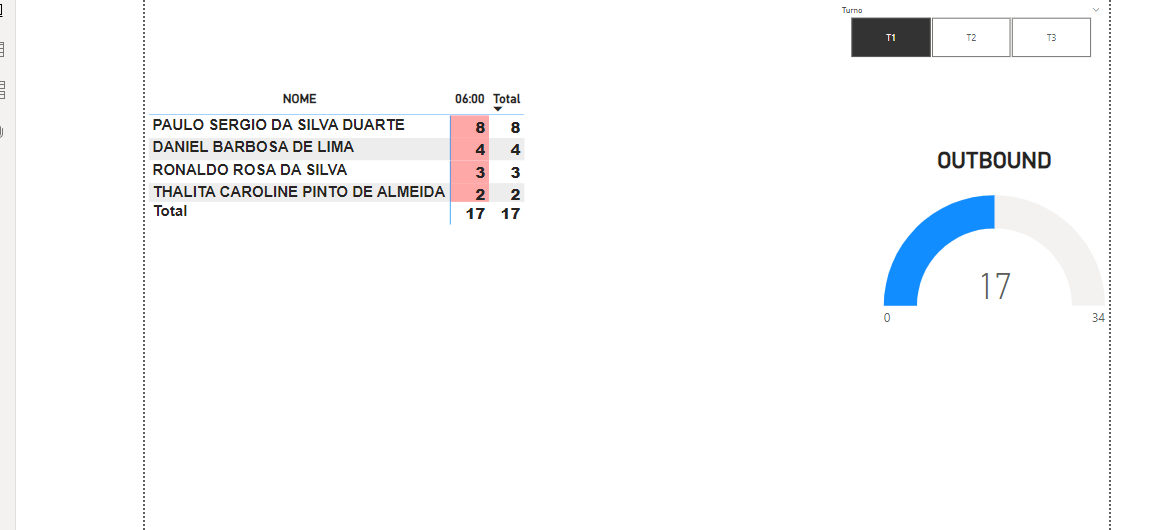 Turno
T1 T2 T3
NOME 06:00 Total
PAULO SERGIO DA SILVA DUARTE 8 8
DANIEL BARBOSA DE LIMA 4 4
RONALDO ROSA DA SILVA 3 3
THALITA CAROLINE PINTO DE ALMEIDA 2 2
Total 17 17
OUTBOUND
17
0 34